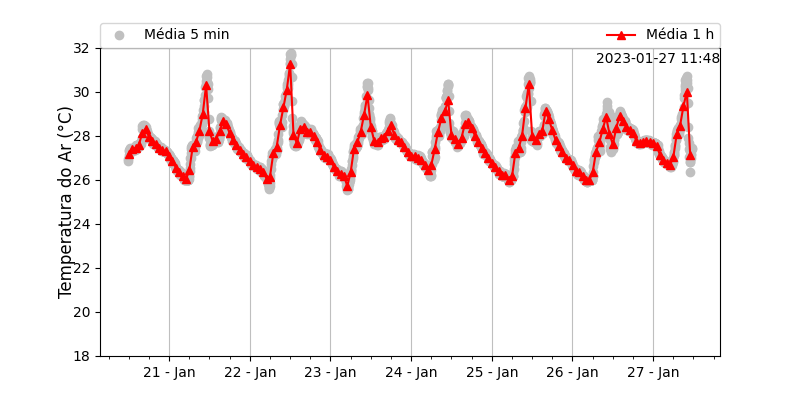 Média 5 min
Média 1 h
2023-01-27 11:48
Temperatura do Ar (°C)
32
30
28
26
24
22
20
18
21 - Jan
22 - Jan
23 - Jan
24 - Jan
25 - Jan
26 - Jan
27 - Jan